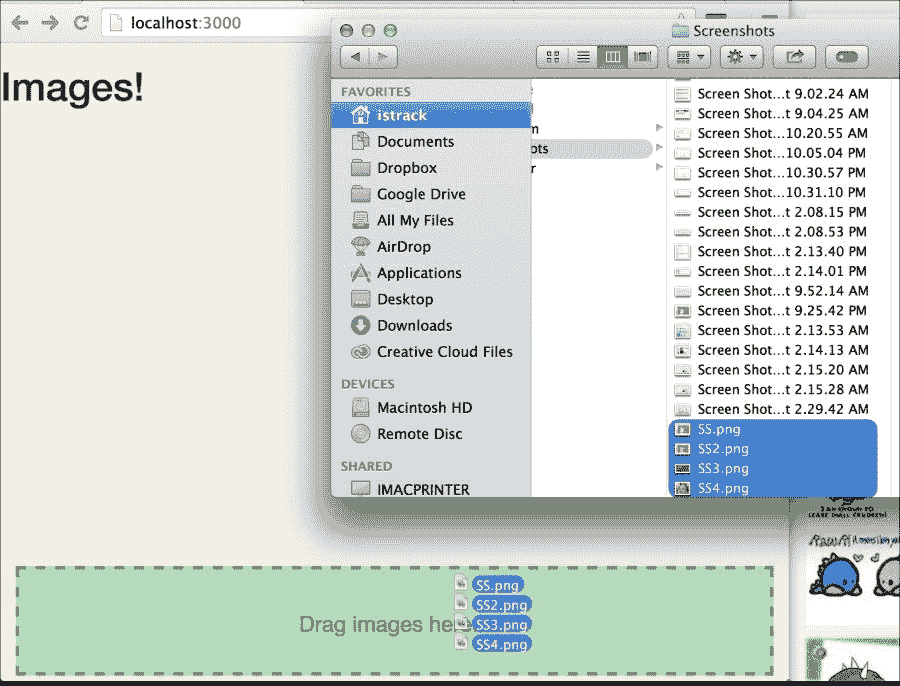 localhost:3000
Screenshots
Images!
FAVORITES
istrack
Documents
Dropbox
Google Drive
All My Files
AirDrop
Applications
Desktop
Downloads
Creative Cloud Files
DEVICES
Macintosh HD
Remote Disc
SHARED
IMACPRINTER
m
ots
r
Screen Shot...t 9.02.24 AM
Screen Shot...t 9.04.25 AM
Screen Shot...10.20.55 AM
Screen Shot...10.05.04 PM
Screen Shot...10.30.57 PM
Screen Shot...10.31.10 PM
Screen Shot...t 2.08.15 PM
Screen Shot...t 2.08.53 PM
Screen Shot...t 2.13.40 PM
Screen Shot...t 2.14.01 PM
Screen Shot...t 9.52.14 AM
Screen Shot...t 9.25.42 PM
Screen Shot...t 2.13.53 AM
Screen Shot...t 2.14.13 AM
Screen Shot...t 2.15.20 AM
Screen Shot...t 2.15.28 AM
Screen Shot...t 2.29.42 AM
SS.png
SS2.png
SS3.png
SS4.png
Drag images here
SS.png
SS2.png
SS3.png
SS4.png